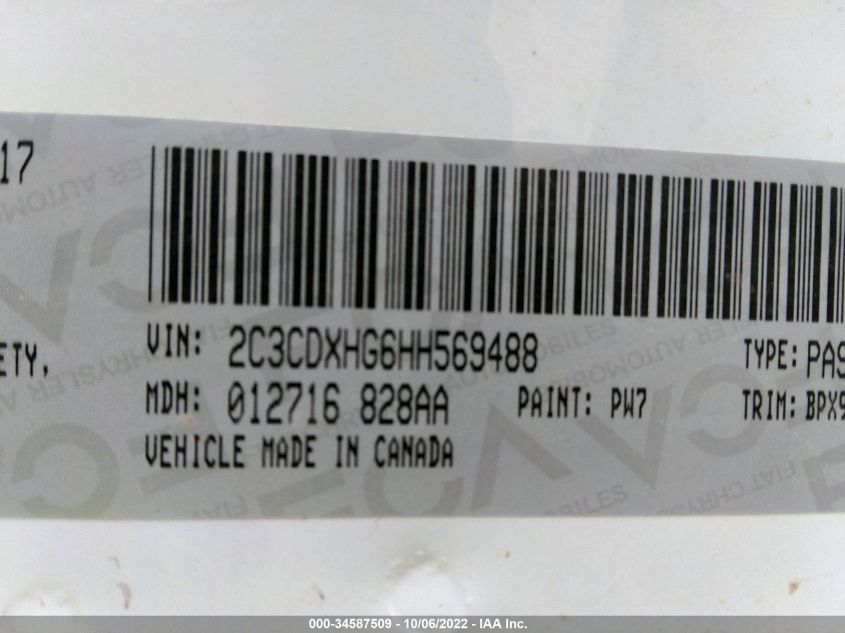 17
ETY,
VIN: 2C3CDXHG6HH569488 TYPE: PAS
MDH: 012716 828AA PAINT: PW7 TRIM: BPX9
VEHICLE MADE IN CANADA
000-34587509 - 10/06/2022 - IAA Inc.